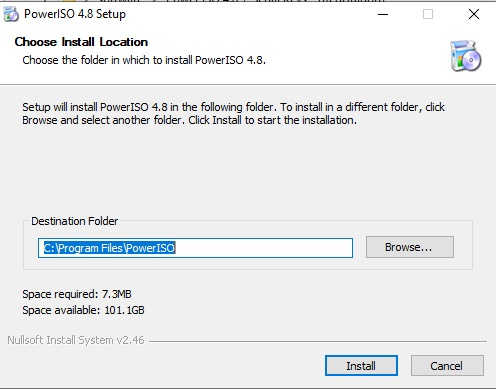 PowerISO 4.8 Setup
Choose Install Location
Choose the folder in which to install PowerISO 4.8.
Setup will install PowerISO 4.8 in the following folder. To install in a different folder, click
Browse and select another folder. Click Install to start the installation.
Destination Folder
C:\Program Files\PowerISO
Browse...
Space required: 7.3MB
Space available: 101.1GB
Nullsoft Install System v2.46
Install
Cancel